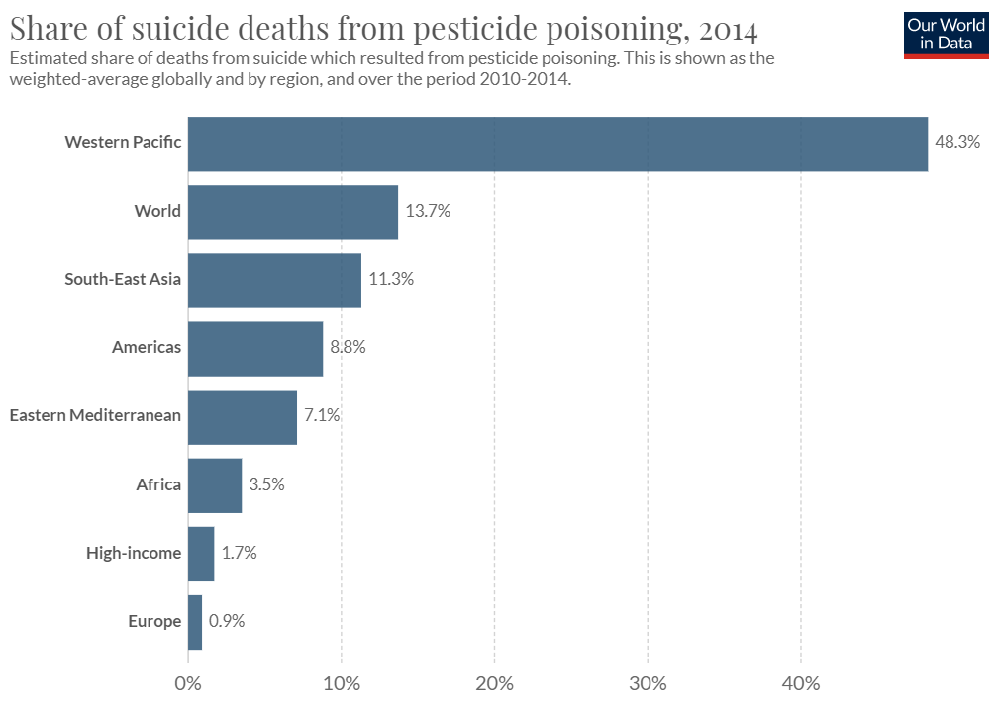 Share of suicide deaths from pesticide poisoning, 2014
Our World
in Data
Estimated share of deaths from suicide which resulted from pesticide poisoning. This is shown as the
weighted-average globally and by region, and over the period 2010-2014.
Western Pacific 48.3%
World 13.7%
South-East Asia 11.3%
Americas 8.8%
Eastern Mediterranean 7.1%
Africa 3.5%
High-income 1.7%
Europe 0.9%
0% 10% 20% 30% 40%